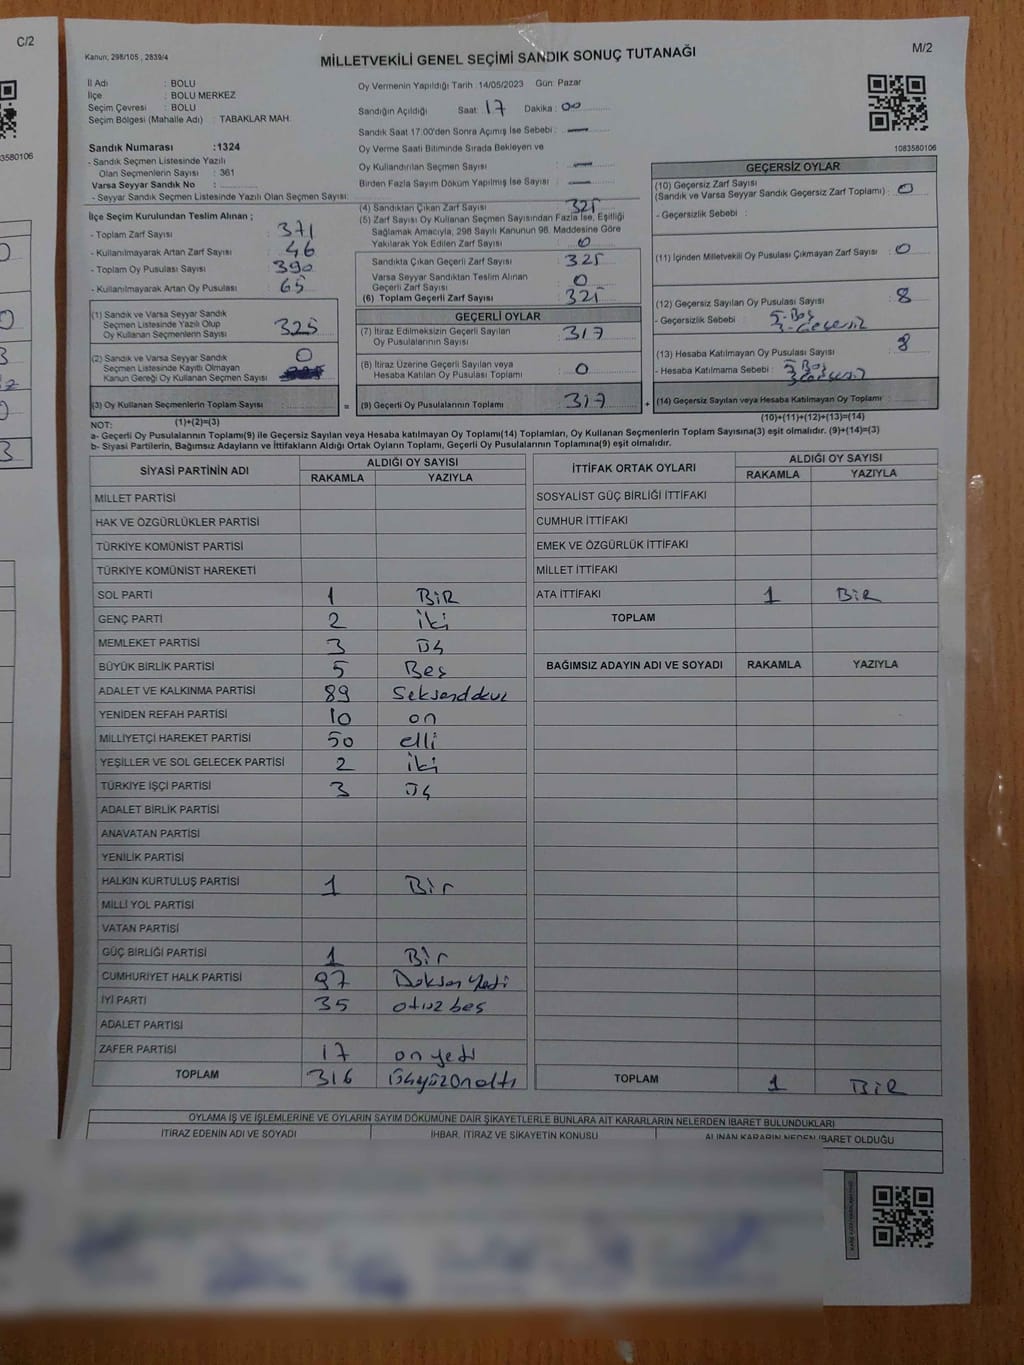 C/2
3580106
Kanun; 298/105 , 2839/4
MİLLETVEKİLİ GENEL SEÇİMİ SANDIK SONUÇ TUTANAĞI
M/2
İl Adı : BOLU
İlçe : BOLU MERKEZ
Seçim Çevresi : BOLU
Seçim Bölgesi (Mahalle Adı) : TABAKLAR MAH.
Sandık Numarası :1324
- Sandık Seçmen Listesinde Yazılı
Olan Seçmenlerin Sayısı : 361
Varsa Seyyar Sandık No :
- Seyyar Sandık Seçmen Listesinde Yazılı Olan Seçmen Sayısı:
Oy Vermenin Yapıldığı Tarih 14/05/2023 Gün: Pazar
Sandığın Açıldığı Saat: 17 Dakika : 00
Sandık Saat 17.00'den Sonra Açımış İse Sebebi : —
Oy Verme Saati Bitiminde Sırada Bekleyen ve
Oy Kullandırılan Seçmen Sayısı : —
Birden Fazla Sayım Döküm Yapılmış İse Sayısı : —
1083580106
İlçe Seçim Kurulundan Teslim Alınan ;
- Toplam Zarf Sayısı : 371
- Kullanılmayarak Artan Zarf Sayısı : 46
- Toplam Oy Pusulası Sayısı : 390
- Kullanılmayarak Artan Oy Pusulası : 65
(1) Sandık ve Varsa Seyyar Sandık
Seçmen Listesinde Yazılı Olup
Oy Kullanan Seçmenlerin Sayısı 325
(2) Sandık ve Varsa Seyyar Sandık
Seçmen Listesinde Kayıtlı Olmayan 0
Kanun Gereği Oy Kullanan Seçmen Sayısı
(3) Oy Kullanan Seçmenlerin Toplam Sayısı :
(4) Sandıktan Çıkan Zarf Sayısı : 325
(5) Zarf Sayısı Oy Kullanan Seçmen Sayısından Fazla İse, Eşitliği
Sağlamak Amacıyla, 298 Sayılı Kanunun 98. Maddesine Göre
Yakılarak Yok Edilen Zarf Sayısı : 0
Sandıkta Çıkan Geçerli Zarf Sayısı : 325
Varsa Seyyar Sandıktan Teslim Alınan
Geçerli Zarf Sayısı : 0
(6) Toplam Geçerli Zarf Sayısı : 325
GEÇERLİ OYLAR
(7) İtiraz Edilmeksizin Geçerli Sayılan
Oy Pusulalarının Sayısı : 317
(8) İtiraz Üzerine Geçerli Sayılan veya
Hesaba Katılan Oy Pusulası Toplamı : 0
= (9) Geçerli Oy Pusulalarının Toplamı : 317 +
GEÇERSİZ OYLAR
(10) Geçersiz Zarf Sayısı
(Sandık ve Varsa Seyyar Sandık Geçersiz Zarf Toplamı) : 0
- Geçersizlik Sebebi :
(11) İçinden Milletvekili Oy Pusulası Çıkmayan Zarf Sayısı : 0
(12) Geçersiz Sayılan Oy Pusulası Sayısı : 8
- Geçersizlik Sebebi : 5-Boş
3-Geçersiz
(13) Hesaba Katılmayan Oy Pusulası Sayısı : 8
- Hesaba Katılmama Sebebi : Boş
3 Geçersiz
(14) Geçersiz Sayılan veya Hesaba Katılmayan Oy Toplamı :
NOT: (1)+(2)=(3) (10)+(11)+(12)+(13)=(14)
a- Geçerli Oy Pusulalarının Toplamı(9) ile Geçersiz Sayılan veya Hesaba katılmayan Oy Toplamı(14) Toplamları, Oy Kullanan Seçmenlerin Toplam Sayısına(3) eşit olmalıdır. (9)+(14)=(3)
b- Siyasi Partilerin, Bağımsız Adayların ve İttifakların Aldığı Ortak Oyların Toplamı, Geçerli Oy Pusulalarının Toplamına(9) eşit olmalıdır.
SİYASİ PARTİNİN ADI ALDIĞI OY SAYISI
RAKAMLA YAZIYLA
MİLLET PARTİSİ
HAK VE ÖZGÜRLÜKLER PARTİSİ
TÜRKİYE KOMÜNİST PARTİSİ
TÜRKİYE KOMÜNİST HAREKETİ
SOL PARTİ 1 BİR
GENÇ PARTİ 2 iki
MEMLEKET PARTİSİ 3 üç
BÜYÜK BİRLİK PARTİSİ 5 Beş
ADALET VE KALKINMA PARTİSİ 89 Seksendokuz
YENİDEN REFAH PARTİSİ 10 on
MİLLİYETÇİ HAREKET PARTİSİ 50 elli
YEŞİLLER VE SOL GELECEK PARTİSİ 2 iki
TÜRKİYE İŞÇİ PARTİSİ 3 üç
ADALET BİRLİK PARTİSİ
ANAVATAN PARTİSİ
YENİLİK PARTİSİ
HALKIN KURTULUŞ PARTİSİ 1 Bir
MİLLİ YOL PARTİSİ
VATAN PARTİSİ
GÜÇ BİRLİĞİ PARTİSİ 1 Bir
CUMHURİYET HALK PARTİSİ 97 Doksan yedi
İYİ PARTİ 35 otuz beş
ADALET PARTİSİ
ZAFER PARTİSİ 17 on yedi
TOPLAM 316 üçyüzonaltı
İTTİFAK ORTAK OYLARI ALDIĞI OY SAYISI
RAKAMLA YAZIYLA
SOSYALİST GÜÇ BİRLİĞİ İTTİFAKI
CUMHUR İTTİFAKI
EMEK VE ÖZGÜRLÜK İTTİFAKI
MİLLET İTTİFAKI
ATA İTTİFAKI 1 BİR
TOPLAM
BAĞIMSIZ ADAYIN ADI VE SOYADI RAKAMLA YAZIYLA
TOPLAM 1 BİR
OYLAMA İŞ VE İŞLEMLERİNE VE OYLARIN SAYIM DÖKÜMÜNE DAİR ŞİKAYETLERLE BUNLARA AİT KARARLARIN NELERDEN İBARET BULUNDUKLARI
İTİRAZ EDENİN ADI VE SOYADI İHBAR, İTİRAZ VE ŞİKAYETİN KONUSU ALINAN KARARIN NEDEN İBARET OLDUĞU